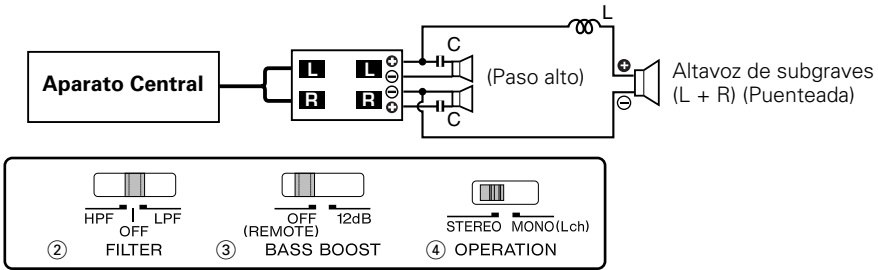 L
C
Aparato Central
L L ⊕
⊖
R R ⊖
⊕
(Paso alto)
C
⊕
⊖
Altavoz de subgraves
(L + R) (Puenteada)
HPF LPF
OFF
② FILTER
OFF 12dB
(REMOTE)
③ BASS BOOST
STEREO MONO(Lch)
④ OPERATION